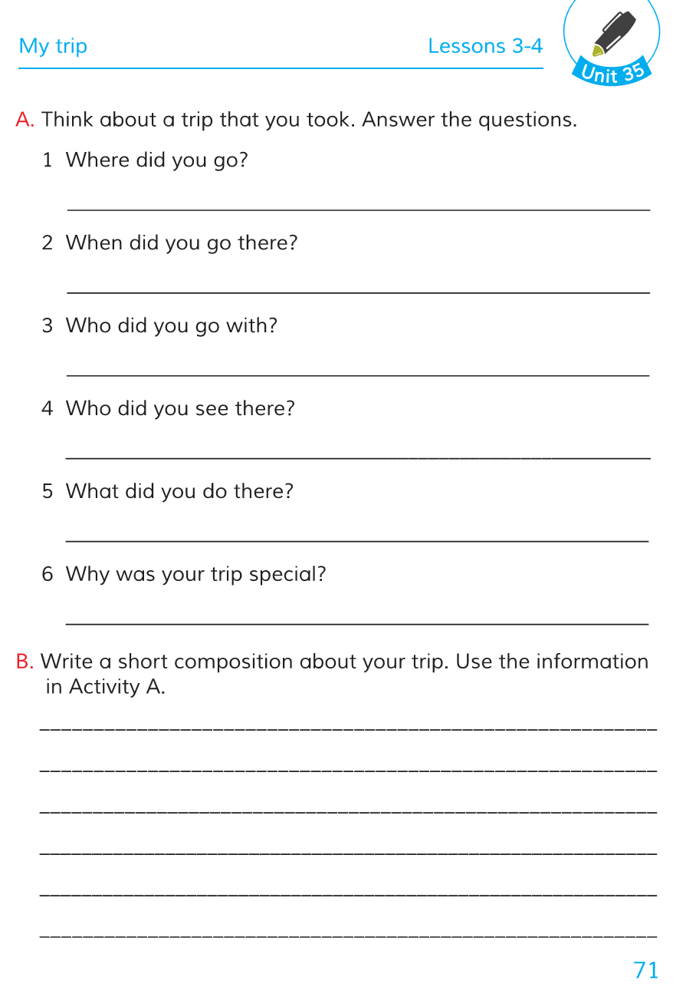 My trip
Lessons 3-4
Unit 35
A. Think about a trip that you took. Answer the questions.
1 Where did you go?
2 When did you go there?
3 Who did you go with?
4 Who did you see there?
5 What did you do there?
6 Why was your trip special?
B. Write a short composition about your trip. Use the information
in Activity A.
71